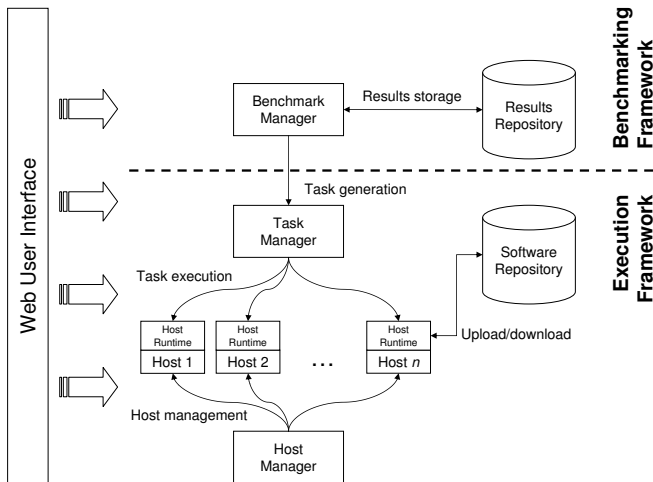 Web User Interface
Benchmark
Manager
Results storage
Results
Repository
Benchmarking
Framework
Task generation
Task
Manager
Software
Repository
Execution
Framework
Task execution
Host
Runtime
Host 1
Host
Runtime
Host 2
...
Host
Runtime
Host n
Upload/download
Host management
Host
Manager